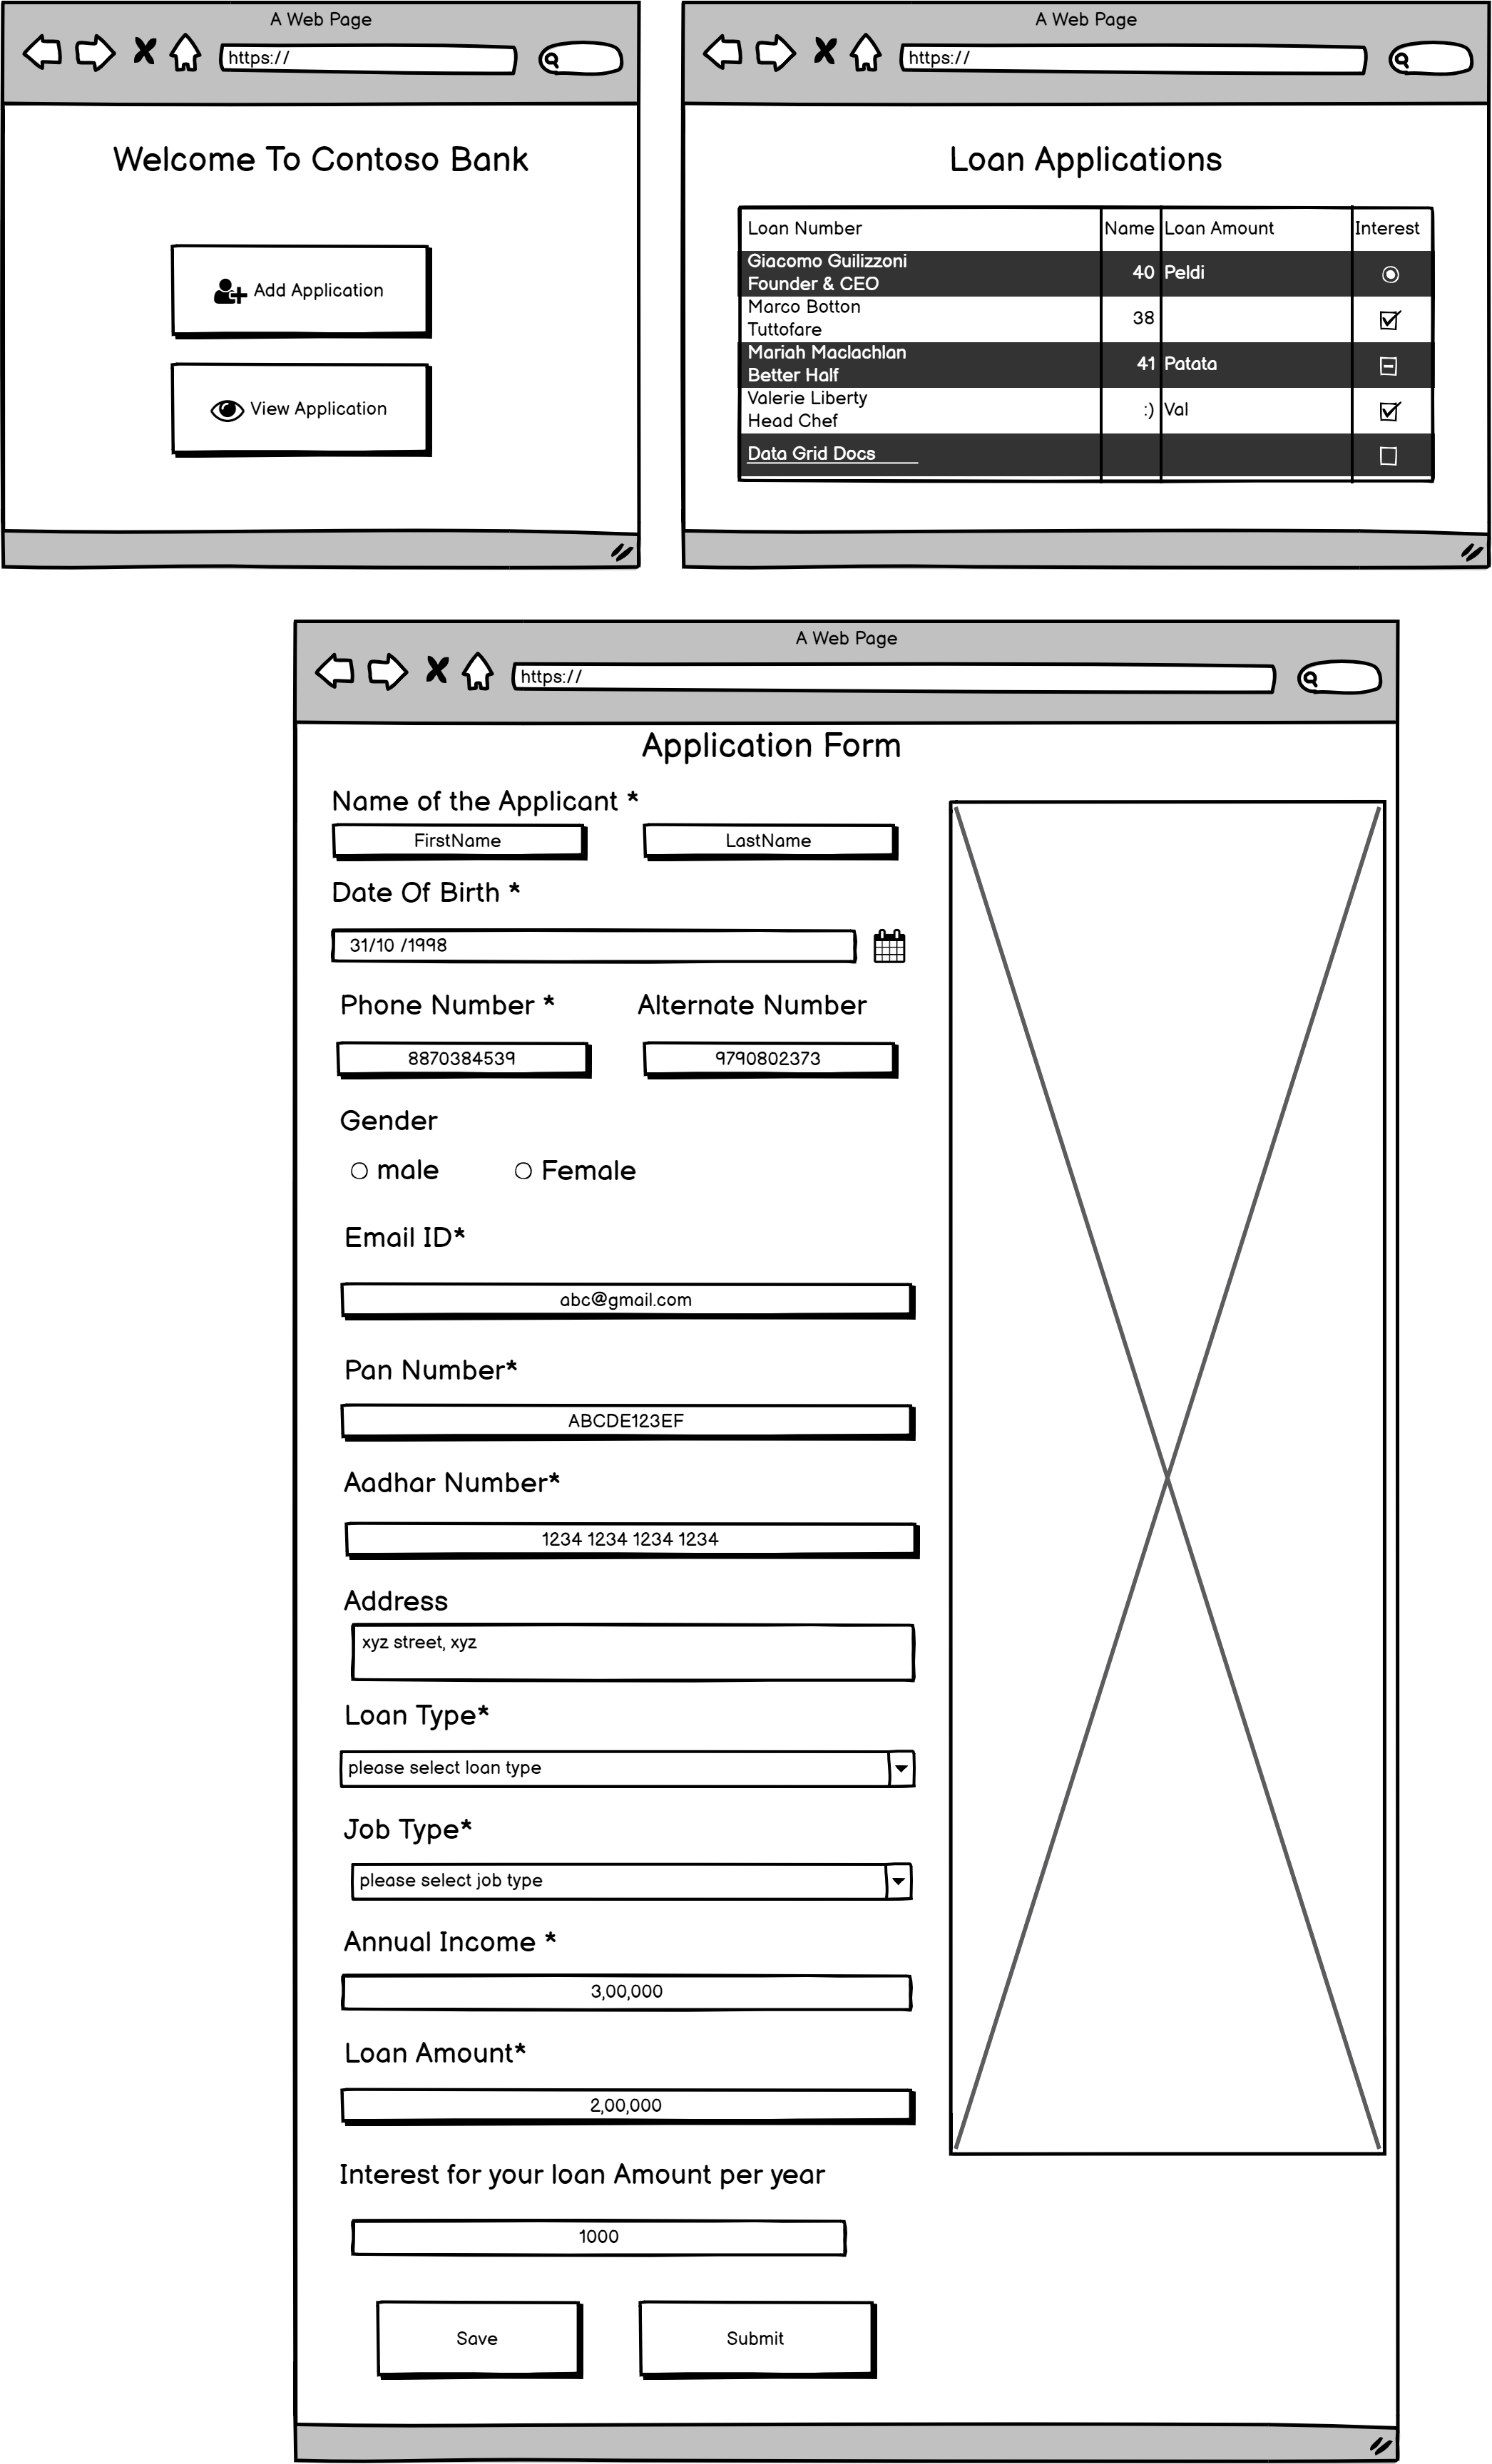 A Web Page
https://
Welcome To Contoso Bank
Add Application
View Application
A Web Page
https://
Loan Applications
Loan Number Name Loan Amount Interest
Giacomo Guilizzoni
Founder & CEO 40 Peldi
Marco Botton
Tuttofare 38
Mariah Maclachlan
Better Half 41 Patata
Valerie Liberty
Head Chef :) Val
Data Grid Docs
A Web Page
https://
Application Form
Name of the Applicant *
FirstName LastName
Date Of Birth *
31/10 /1998
Phone Number * Alternate Number
8870384539 9790802373
Gender
male Female
Email ID*
abc@gmail.com
Pan Number*
ABCDE123EF
Aadhar Number*
1234 1234 1234 1234
Address
xyz street, xyz
Loan Type*
please select loan type
Job Type*
please select job type
Annual Income *
3,00,000
Loan Amount*
2,00,000
Interest for your loan Amount per year
1000
Save Submit